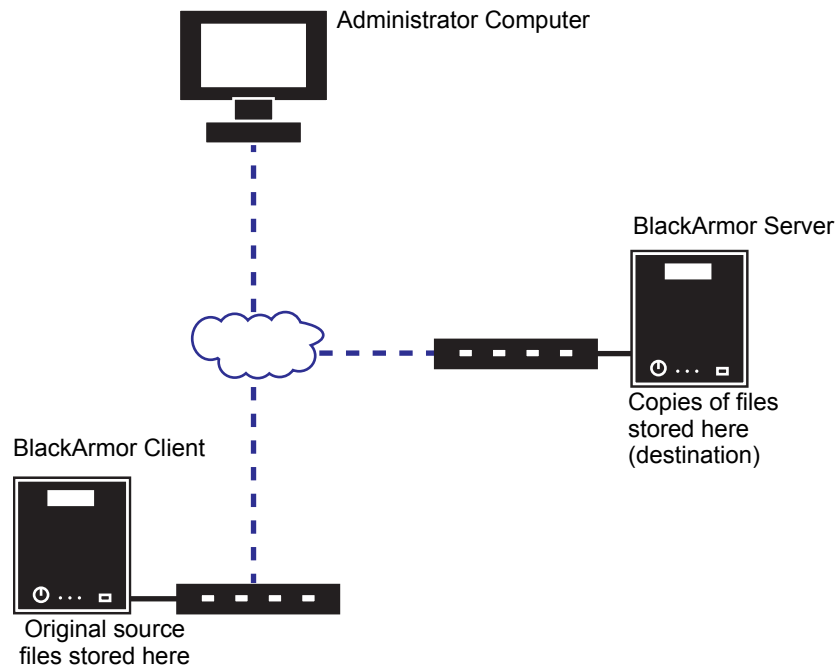 Administrator Computer
BlackArmor Server
Copies of files
stored here
(destination)
BlackArmor Client
Original source
files stored here